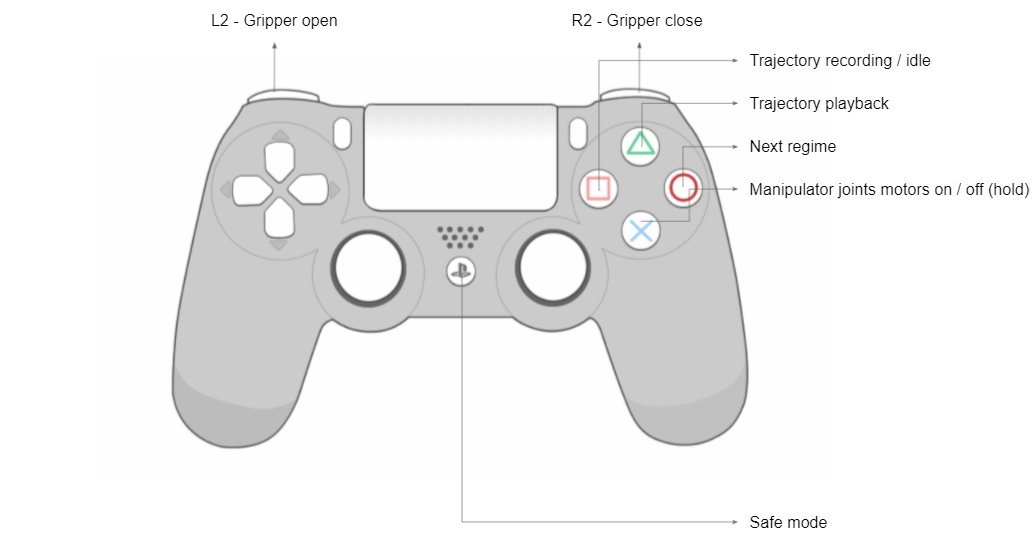 L2 - Gripper open
R2 - Gripper close
Trajectory recording / idle
Trajectory playback
Next regime
Manipulator joints motors on / off (hold)
Safe mode